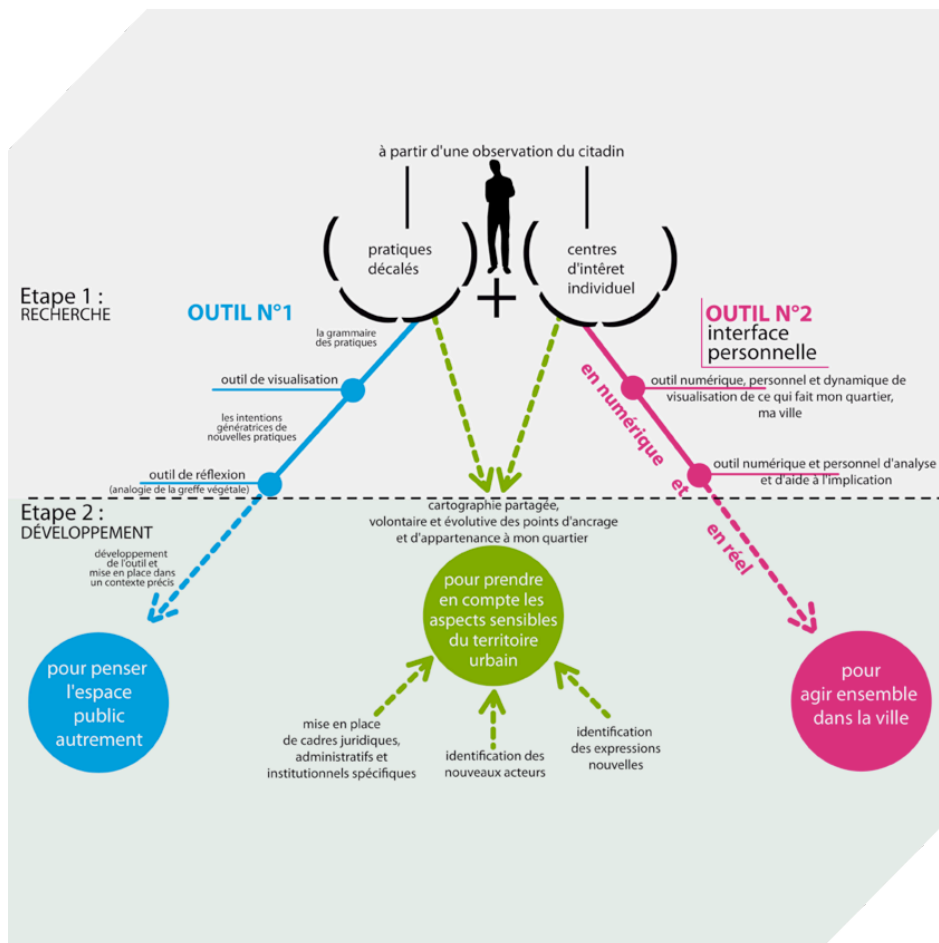 à partir d'une observation du citadin
pratiques
décalés
centres
d'intêret
individuel
+
Etape 1 :
RECHERCHE
OUTIL N°1
la grammaire
des pratiques
outil de visualisation
les intentions
génératrices de
nouvelles pratiques
outil de réflexion
(analogie de la greffe végétale)
OUTIL N°2
interface
personnelle
en numérique et en réel
outil numérique, personnel et dynamique de
visualisation de ce qui fait mon quartier,
ma ville
outil numérique et personnel d'analyse
et d'aide à l'implication
Etape 2 :
DÉVELOPPEMENT
développement
de l'outil et
mise en place dans
un contexte précis
cartographie partagée,
volontaire et évolutive des points d'ancrage
et d'appartenance à mon quartier
pour penser
l'espace
public
autrement
pour prendre
en compte les
aspects sensibles
du territoire
urbain
pour
agir ensemble
dans la ville
mise en place
de cadres juridiques,
administratifs et
institutionnels spécifiques
identification des
nouveaux acteurs
identification
des expressions
nouvelles